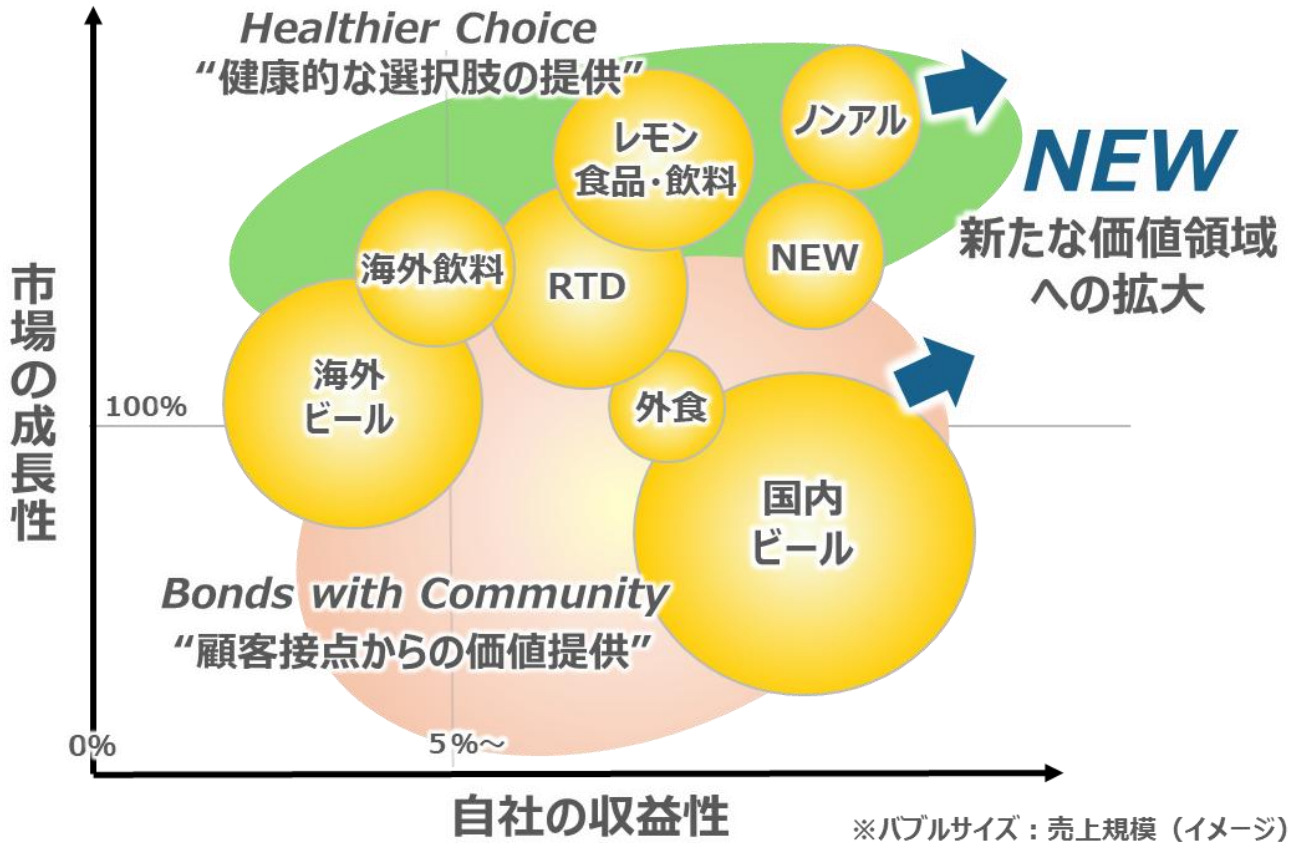 Healthier Choice
“健康的な選択肢の提供”
ノンアル
レモン
食品・飲料
NEW
新たな価値領域
への拡大
海外飲料
RTD
NEW
海外
ビール
外食
100%
国内
ビール
市場の成長性
Bonds with Community
“顧客接点からの価値提供”
0%
5%～
自社の収益性
※バブルサイズ：売上規模（イメージ）